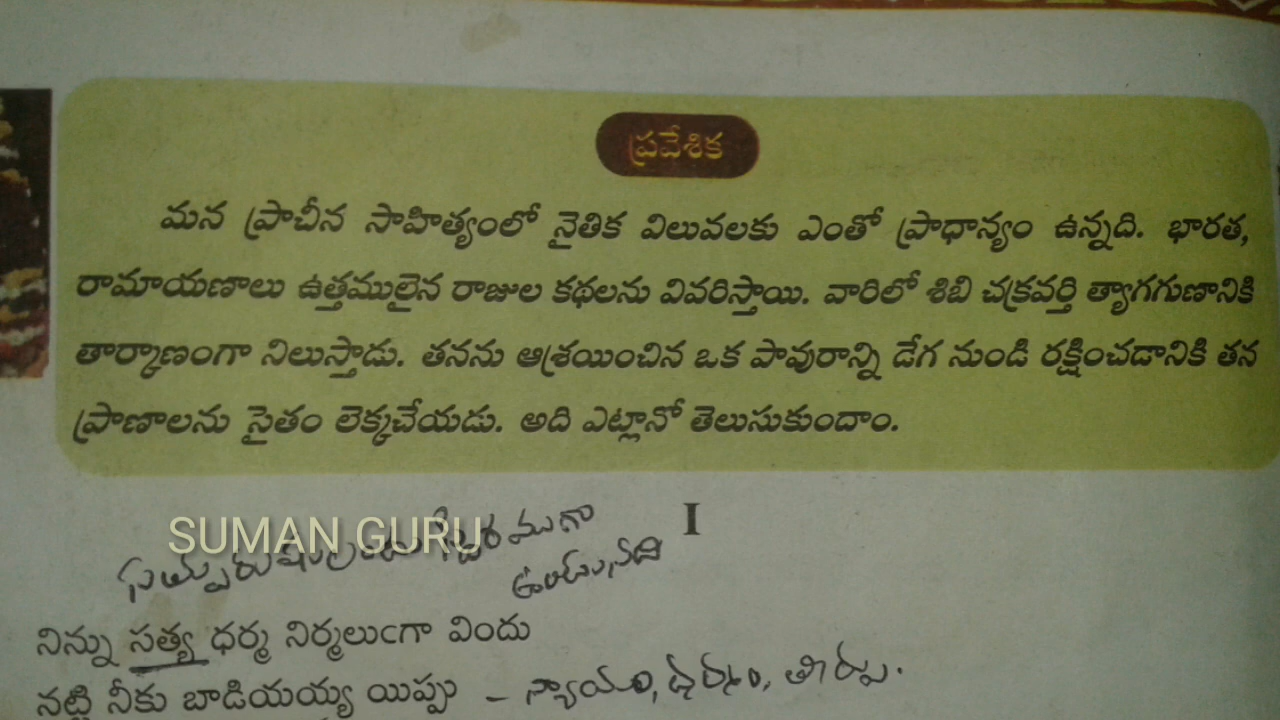 ప్రవేశిక
మన ప్రాచీన సాహిత్యంలో నైతిక విలువలకు ఎంతో ప్రాధాన్యం ఉన్నది. భారత,
రామాయణాలు ఉత్తములైన రాజుల కథలను వివరిస్తాయి. వారిలో శిబి చక్రవర్తి త్యాగగుణానికి
తార్కాణంగా నిలుస్తాడు. తనను ఆశ్రయించిన ఒక పావురాన్ని డేగ నుండి రక్షించడానికి తన
ప్రాణాలను సైతం లెక్కచేయడు. అది ఎట్లానో తెలుసుకుందాం.
I
SUMAN GURU
ఉంటునది
నిన్ను సత్య ధర్మ నిర్మలుఁగా విందు
నట్టి నీకు బాడియయ్య యిప్పు – న్యాయం, ధర్మం, తీర్పు.